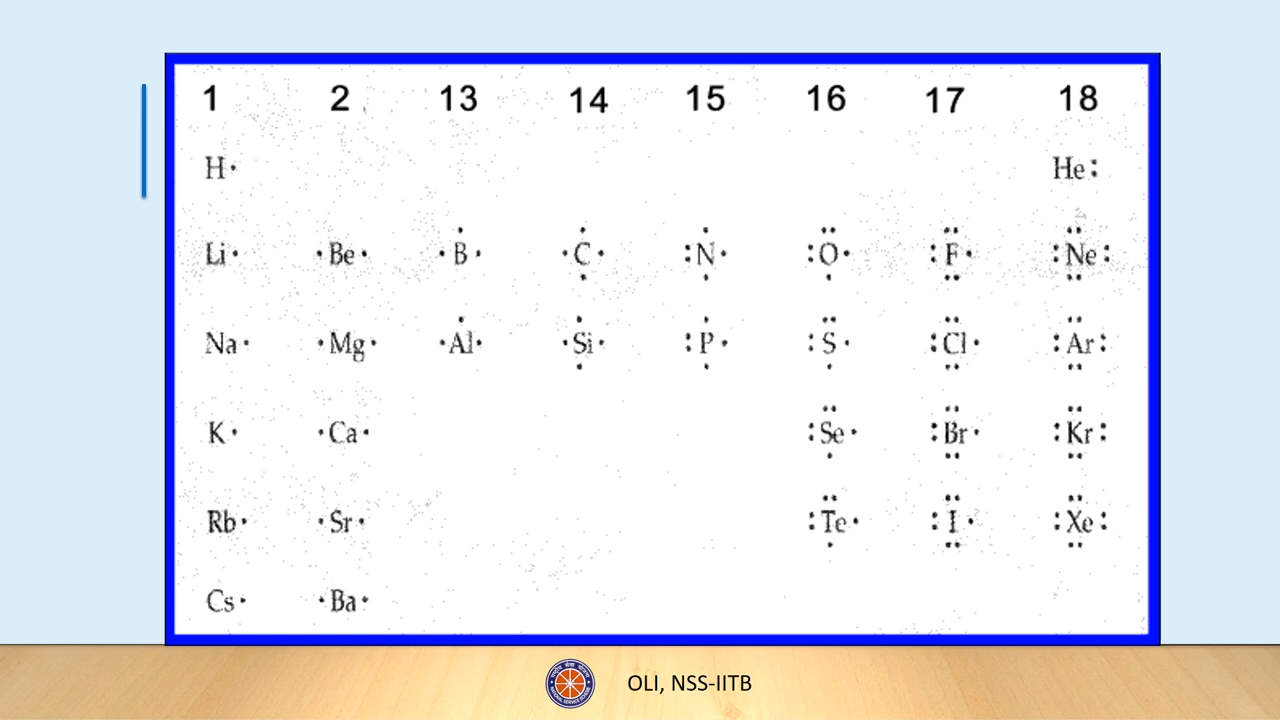 1 2 13 14 15 16 17 18
H· He:
Li· ·Be· ·B· ·C· :N· :O· :F· :Ne:
Na· ·Mg· ·Al· ·Si· :P· :S· :Cl· :Ar:
K· ·Ca· :Se· :Br· :Kr:
Rb· ·Sr· :Te· :I· :Xe:
Cs· ·Ba·
OLI, NSS-IITB